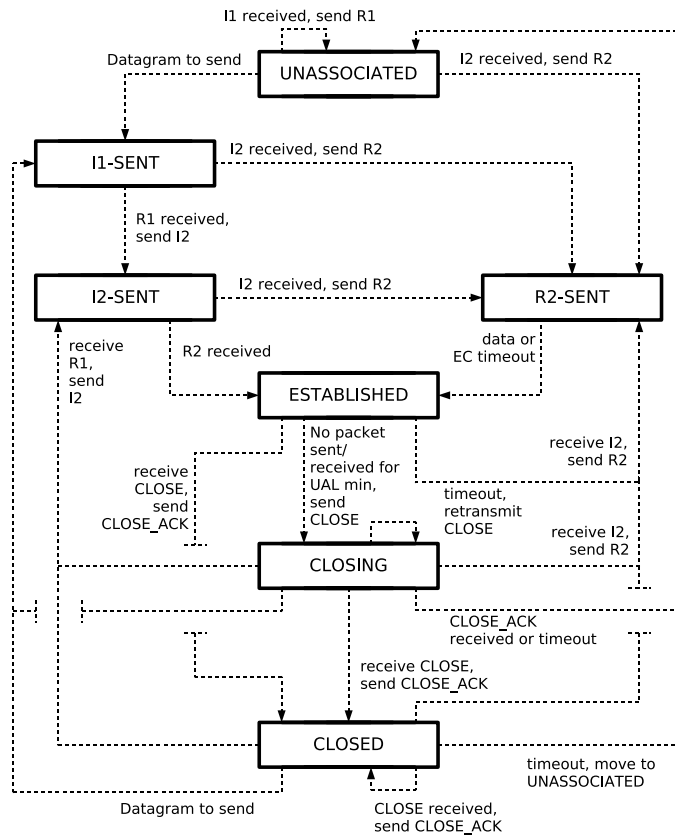 I1 received, send R1
Datagram to send
UNASSOCIATED
I2 received, send R2
I1-SENT
I2 received, send R2
R1 received,
send I2
I2-SENT
I2 received, send R2
R2-SENT
receive
R1,
send
I2
R2 received
data or
EC timeout
ESTABLISHED
No packet
sent/
received for
UAL min,
send
CLOSE
receive
CLOSE,
send
CLOSE_ACK
receive I2,
send R2
timeout,
retransmit
CLOSE
receive I2,
send R2
CLOSING
CLOSE_ACK
received or timeout
receive CLOSE,
send CLOSE_ACK
CLOSED
timeout, move to
UNASSOCIATED
Datagram to send
CLOSE received,
send CLOSE_ACK